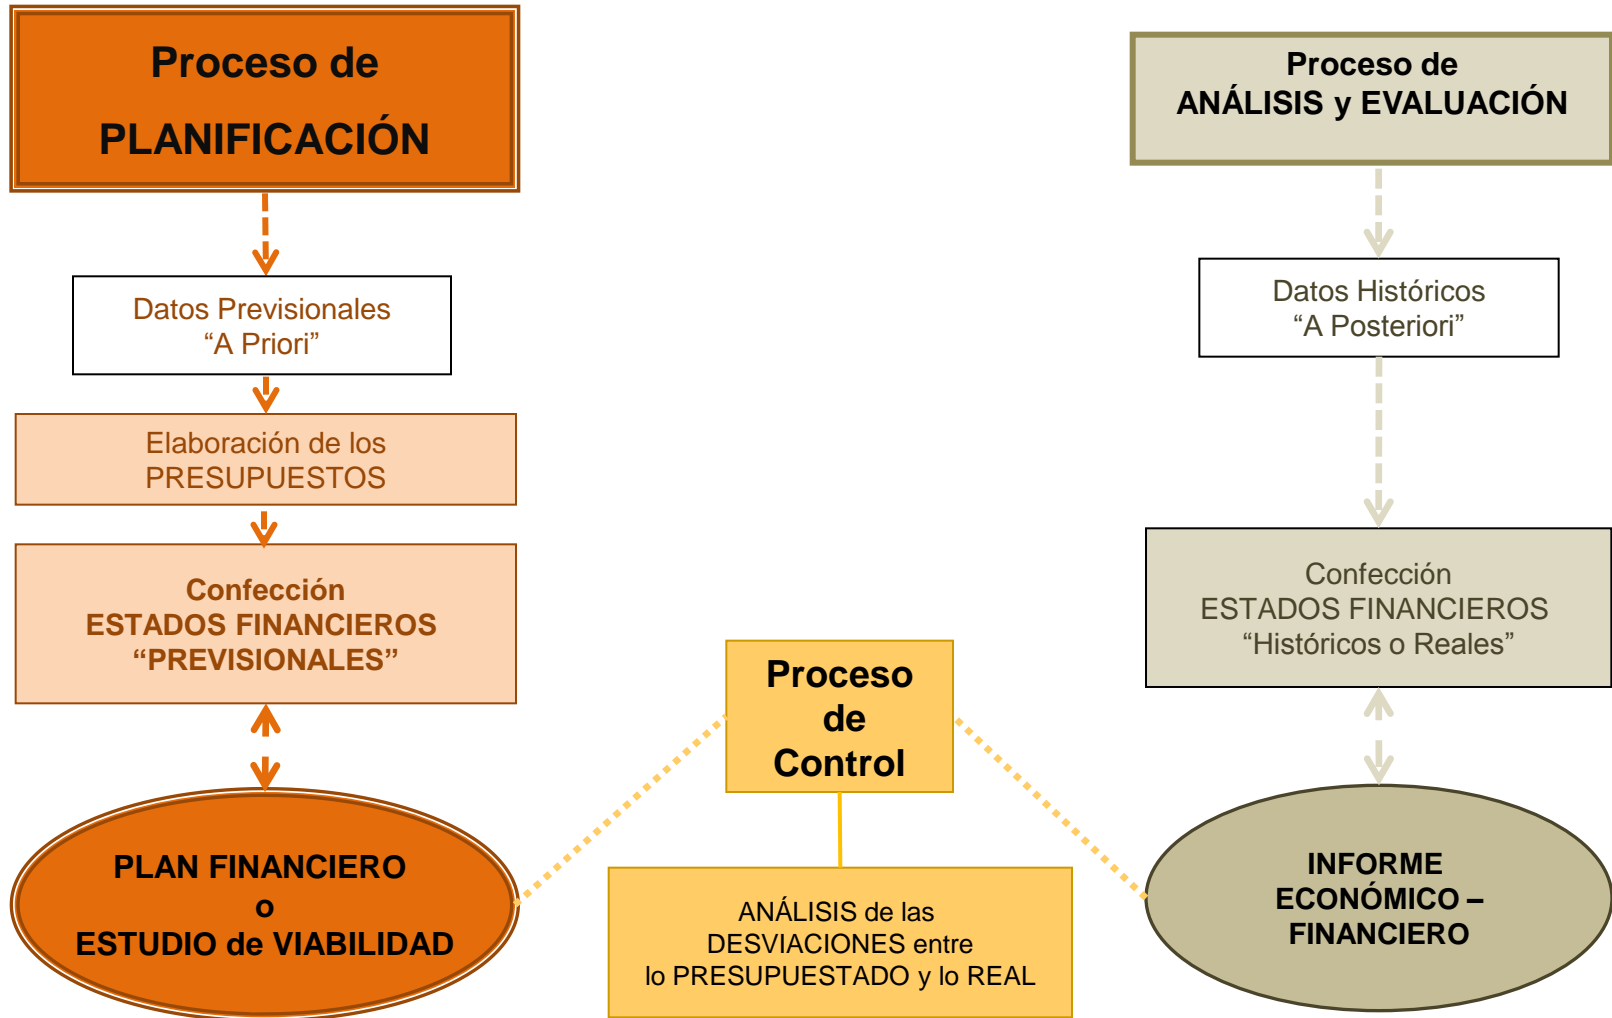 Proceso de
PLANIFICACIÓN
Datos Previsionales
“A Priori”
Elaboración de los
PRESUPUESTOS
Confección
ESTADOS FINANCIEROS
“PREVISIONALES”
PLAN FINANCIERO
o
ESTUDIO de VIABILIDAD
Proceso
de
Control
ANÁLISIS de las
DESVIACIONES entre
lo PRESUPUESTADO y lo REAL
Proceso de
ANÁLISIS y EVALUACIÓN
Datos Históricos
“A Posteriori”
Confección
ESTADOS FINANCIEROS
“Históricos o Reales”
INFORME
ECONÓMICO –
FINANCIERO